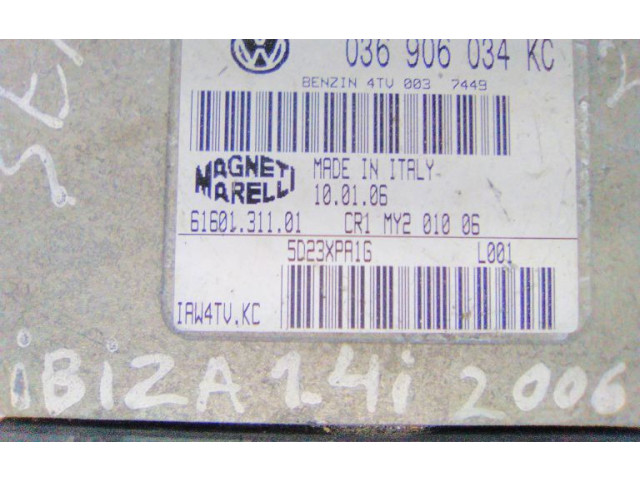 036 906 034 KC
BENZIN 4TV 003 7449
MAGNETI MARELLI
MADE IN ITALY
10.01.06
61601.311.01 CR1 MY2 010 06
5D23XPA1G L001
IAW4TV.KC
iBiZA 1.4i 2006